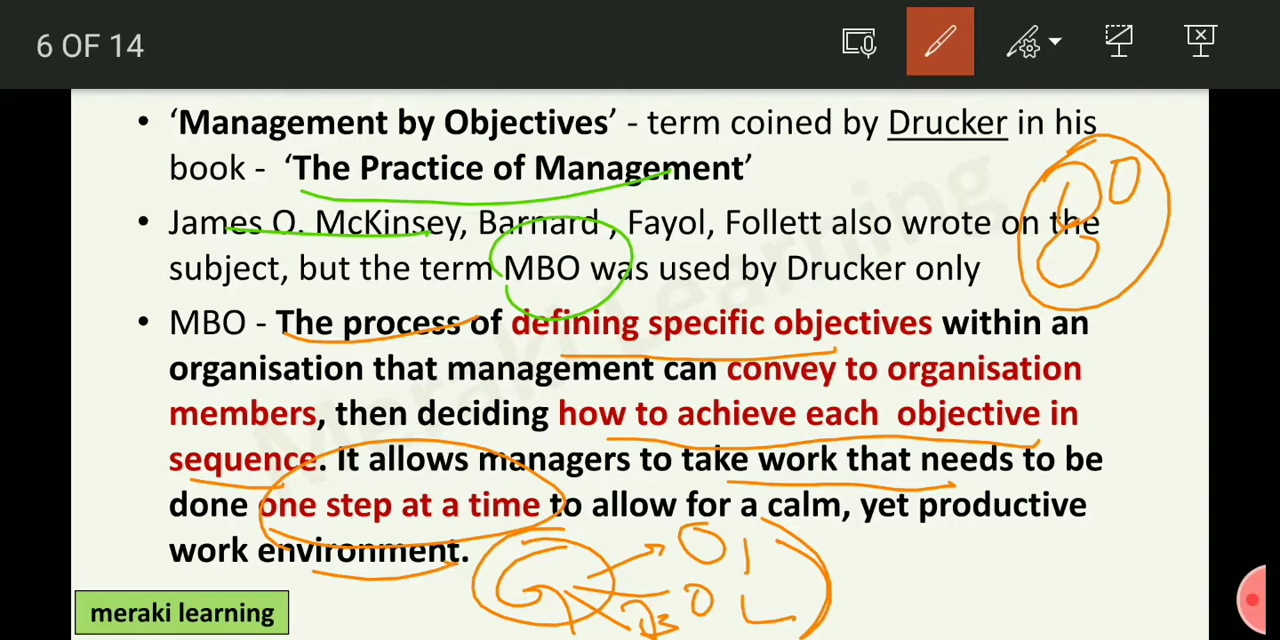 6 OF 14
• ‘Management by Objectives’ - term coined by Drucker in his
book - ‘The Practice of Management’
• James O. McKinsey, Barnard , Fayol, Follett also wrote on the
subject, but the term MBO was used by Drucker only
• MBO - The process of defining specific objectives within an
organisation that management can convey to organisation
members, then deciding how to achieve each objective in
sequence. It allows managers to take work that needs to be
done one step at a time to allow for a calm, yet productive
work environment.
meraki learning
Meraki Learning